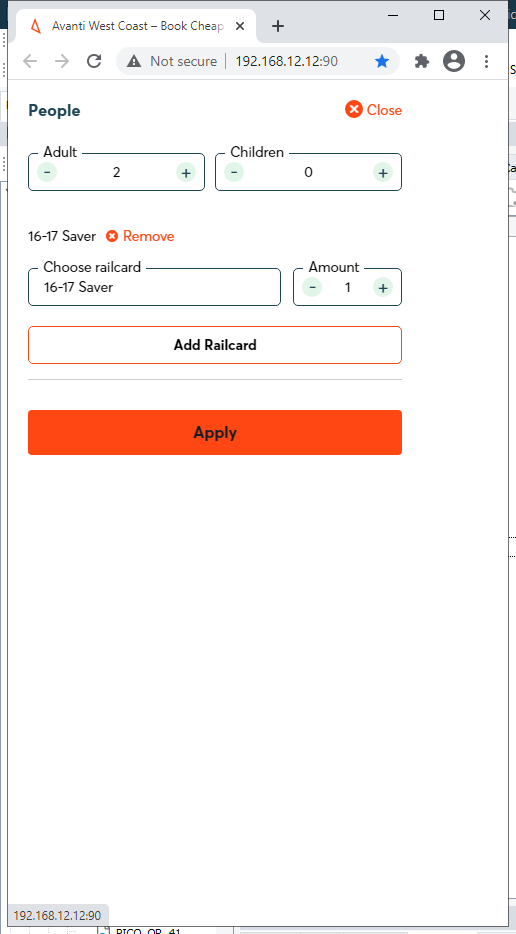 Avanti West Coast – Book Cheap
Not secure | 192.168.12.12:90
People
Close
Adult
Children
- 2 +
- 0 +
16-17 Saver
Remove
Choose railcard
Amount
16-17 Saver
- 1 +
Add Railcard
Apply
192.168.12.12:90